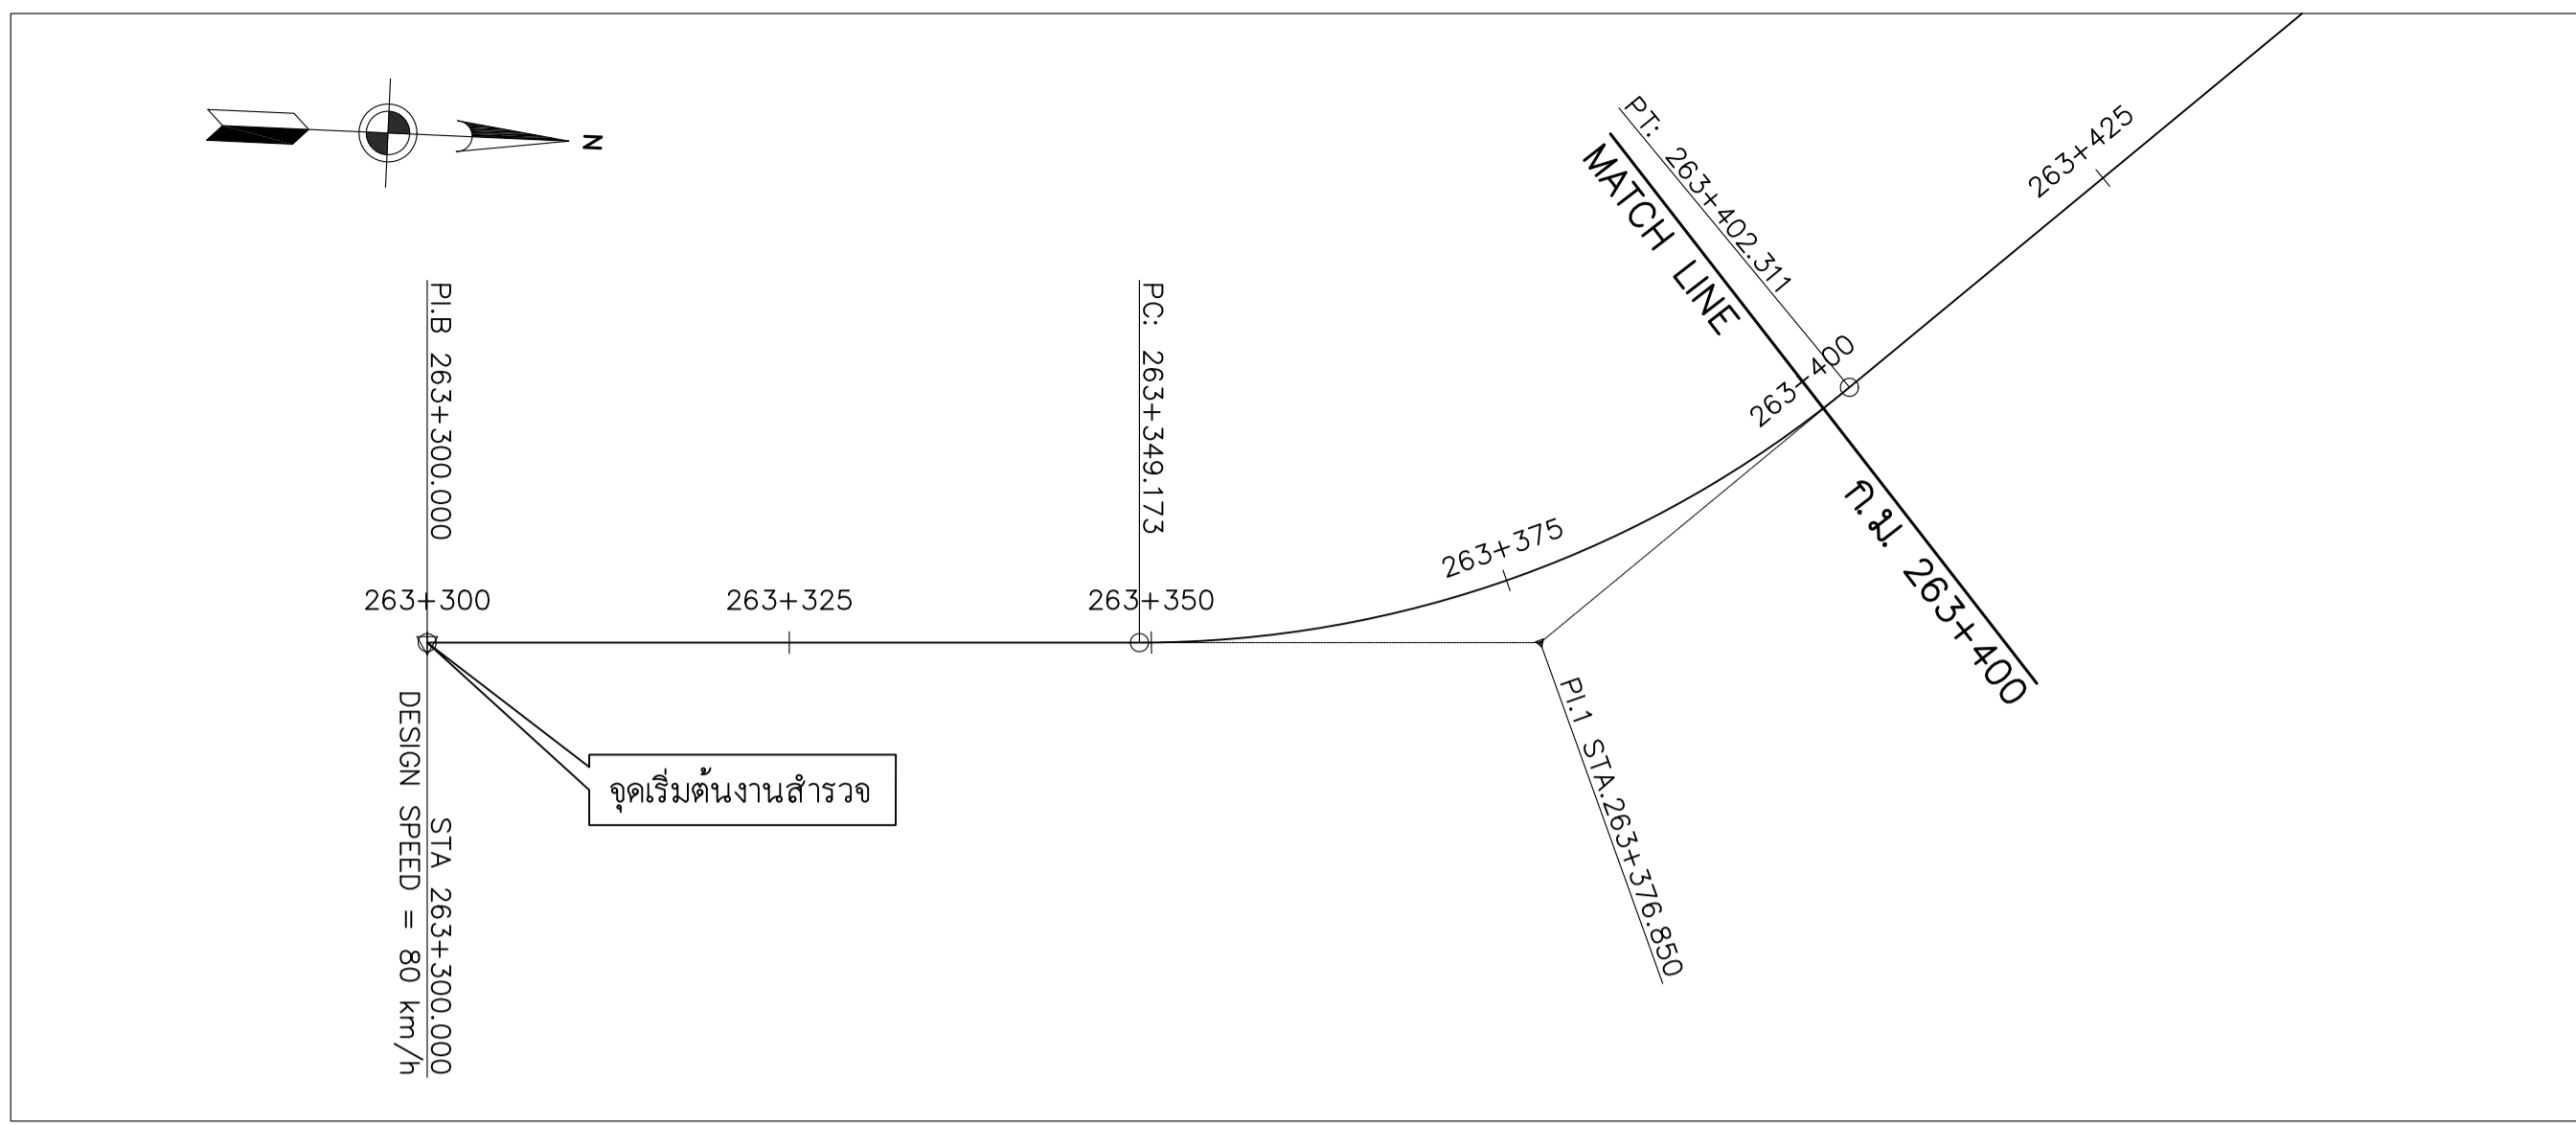 N
PI.B 263+300.000
PC: 263+349.173
PT: 263+402.311
MATCH LINE
ก.ม. 263+400
263+300
263+325
263+350
263+375
263+400
263+425
PI.1 STA.263+376.850
จุดเริ่มต้นงานสำรวจ
STA 263+300.000
DESIGN SPEED = 80 km/h